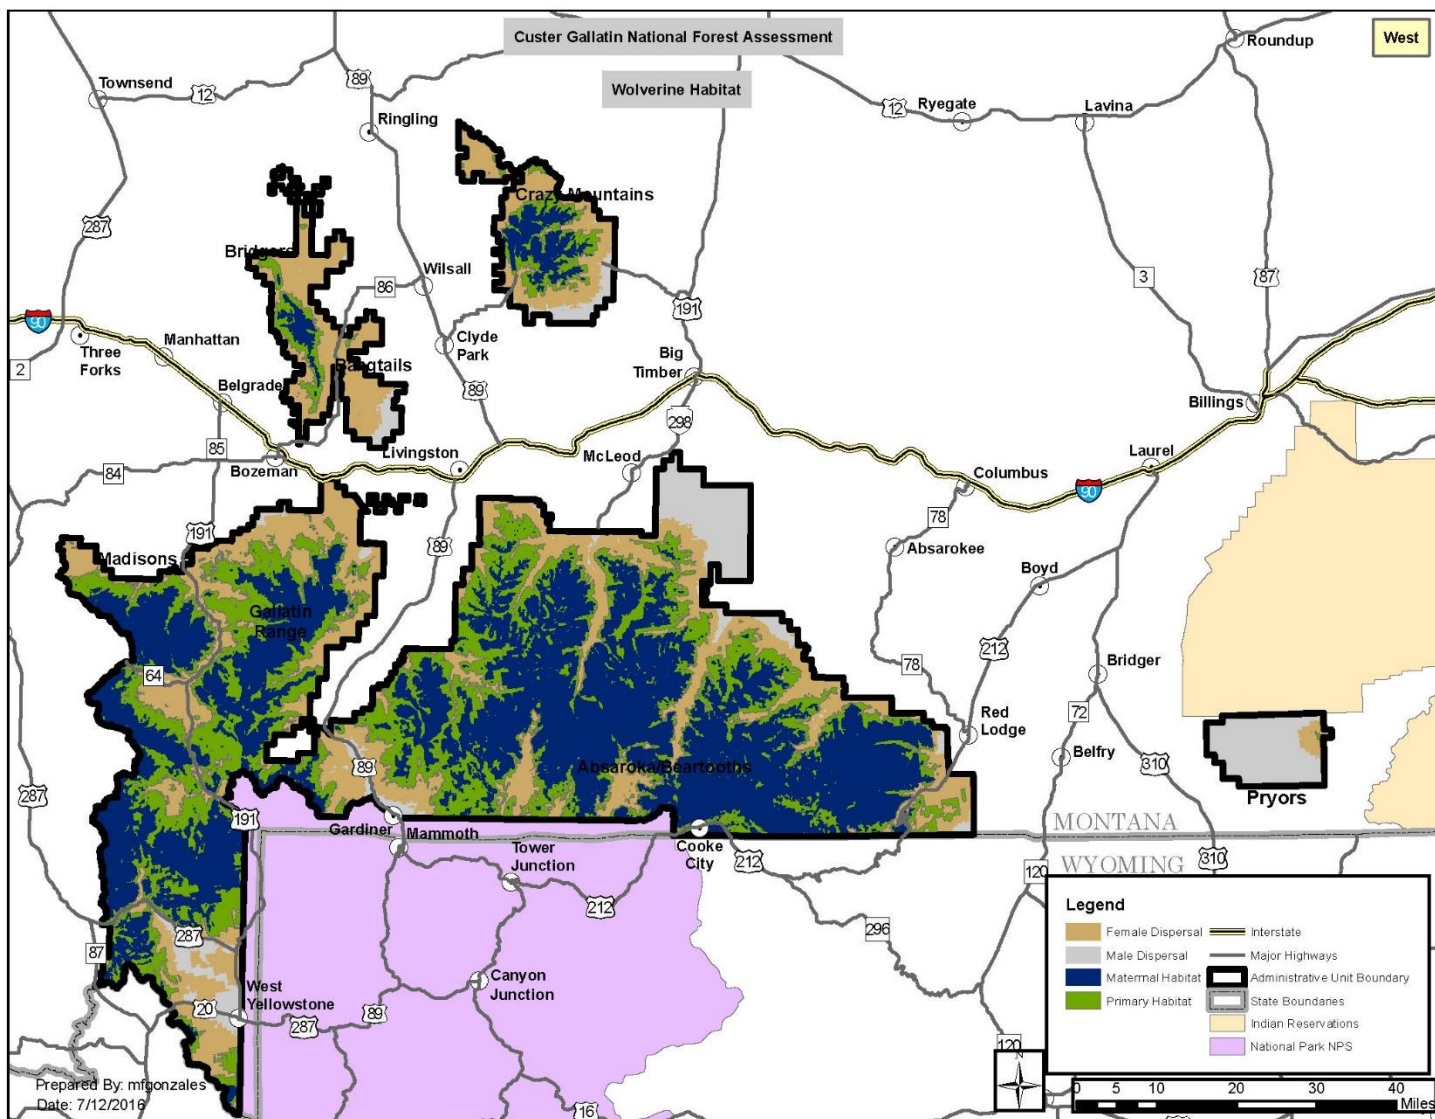 Custer Gallatin National Forest Assessment
West
Roundup
Townsend
12
89
Wolverine Habitat
Ringling
Ryegate
12
Lavina
Crazy Mountains
287
Bridgers
Wilsall
86
3
87
191
90
Manhattan
Three
Forks
2
Clyde
Park
Big
Timber
Bangtails
Belgrade
89
Billings
298
85
Livingston
McLeod
Laurel
84
Bozeman
Columbus
90
78
191
89
Absarokee
Madisons
Boyd
Gallatin
Range
212
64
78
Bridger
72
Red
Lodge
Belfry
310
89
Absaroka/Beartooths
287
Pryors
191
Gardiner
Mammoth
MONTANA
Tower
Junction
Cooke
City
212
WYOMING
310
120
212
296
287
87
Canyon
Junction
West
Yellowstone
20
287
89
120
16
Legend
Female Dispersal
Male Dispersal
Maternal Habitat
Primary Habitat
Interstate
Major Highways
Administrative Unit Boundary
State Boundaries
Indian Reservations
National Park NPS
N
0 5 10 20 30 40
Miles
Prepared By: mfgonzales
Date: 7/12/2016